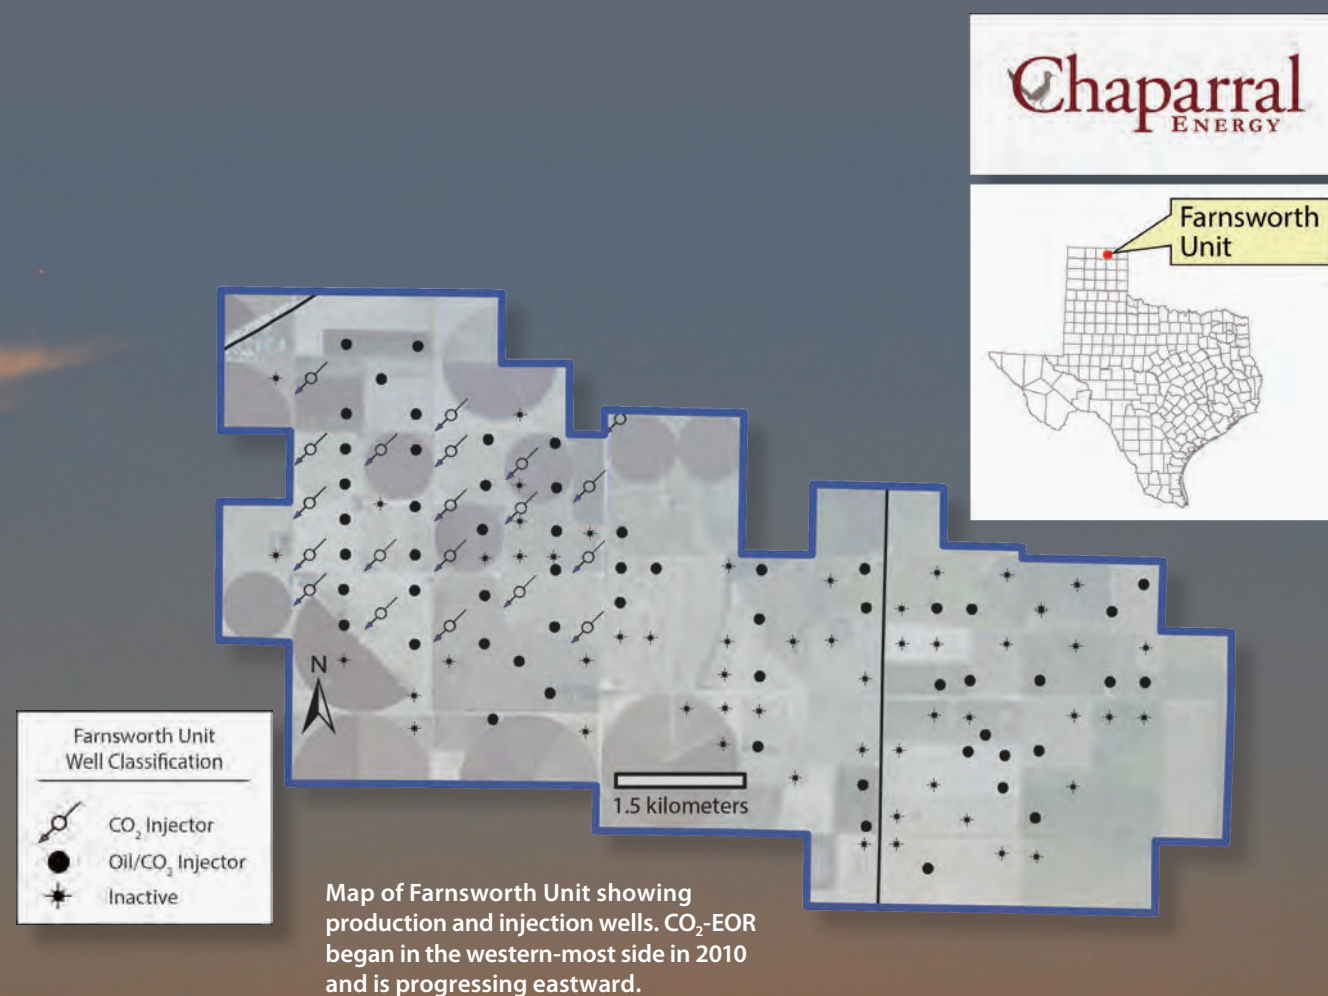 Chaparral
ENERGY
Farnsworth
Unit
N
Farnsworth Unit
Well Classification
CO₂ Injector
Oil/CO₂ Injector
Inactive
1.5 kilometers
Map of Farnsworth Unit showing
production and injection wells. CO₂-EOR
began in the western-most side in 2010
and is progressing eastward.